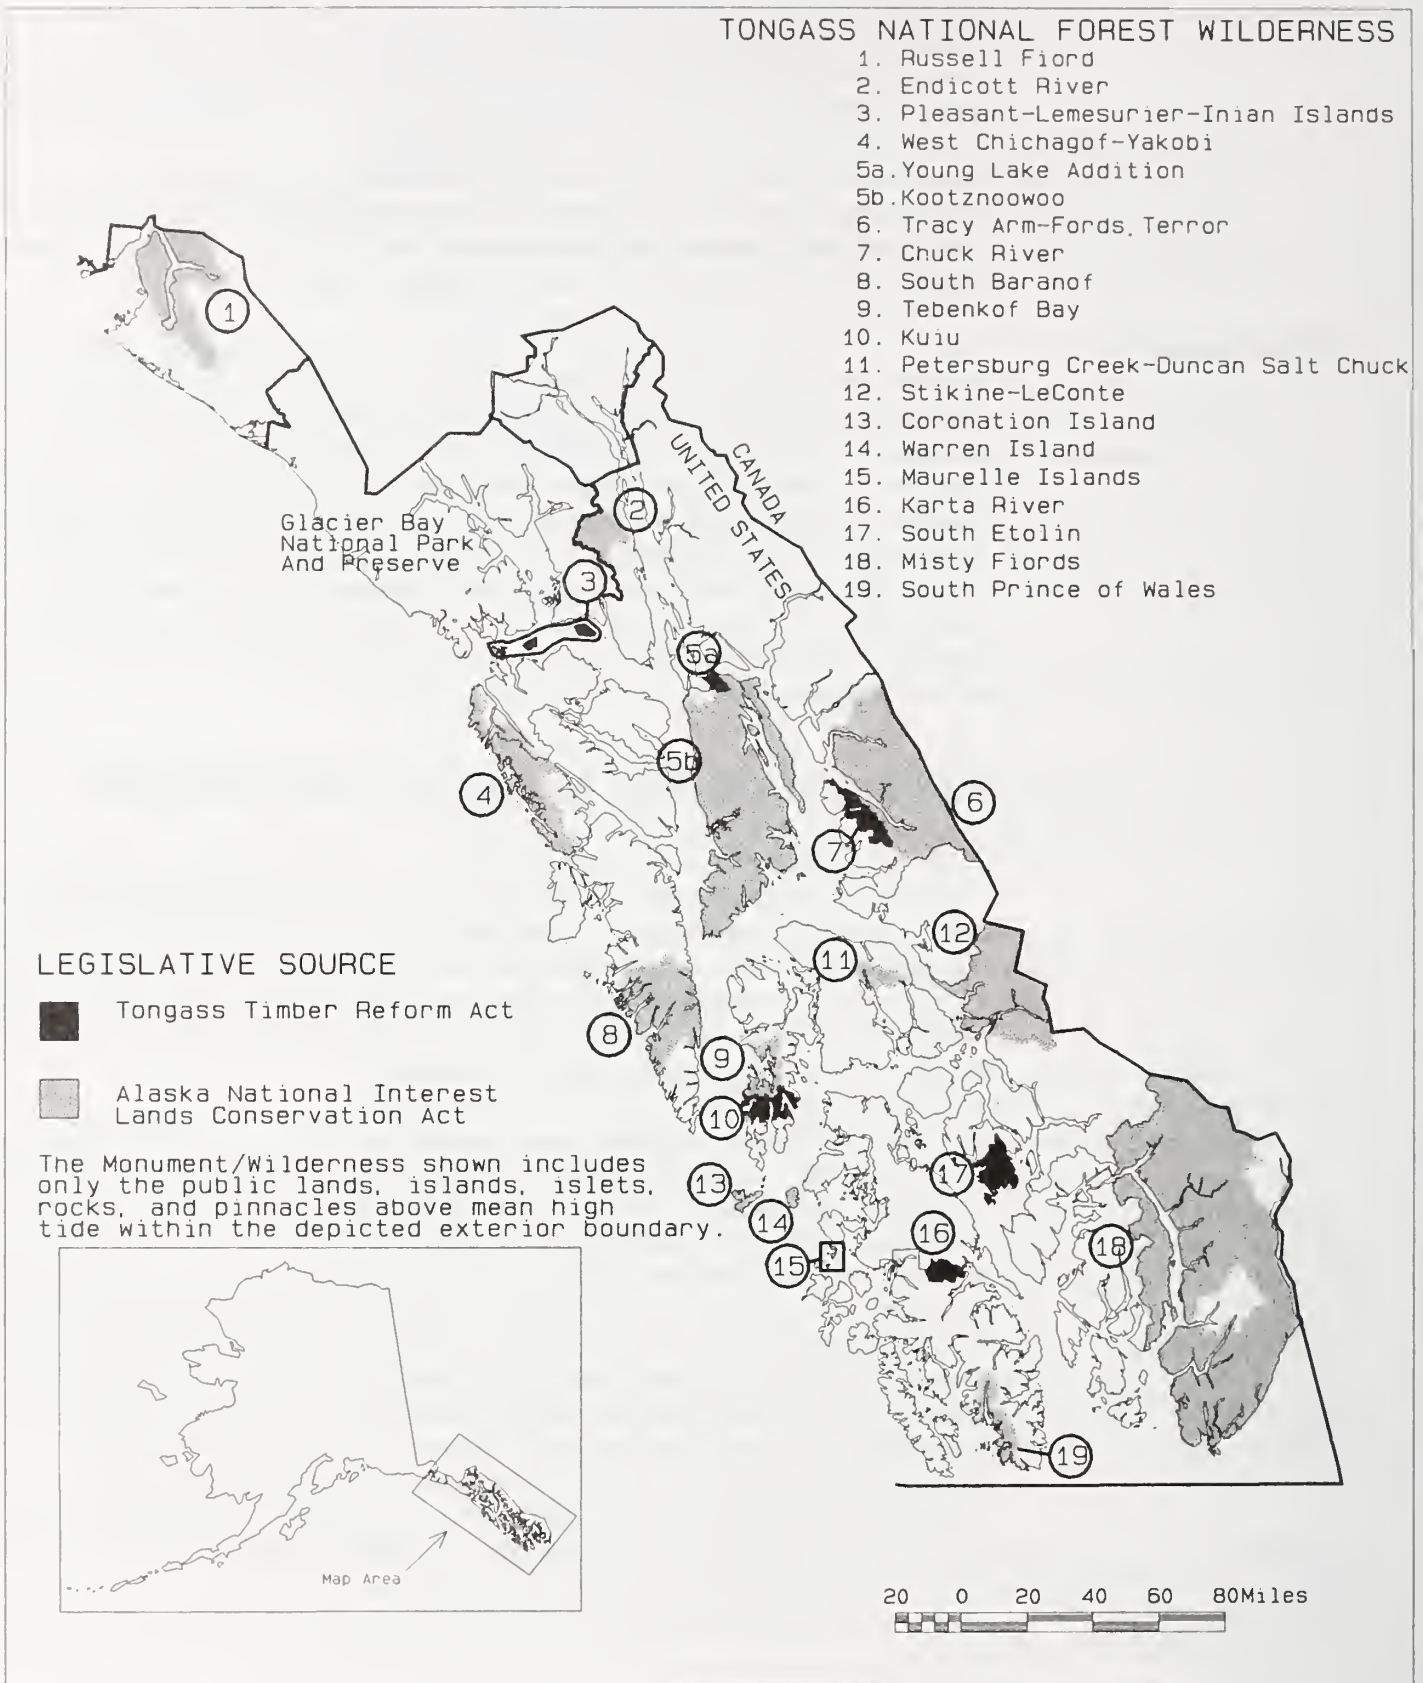 TONGASS NATIONAL FOREST WILDERNESS
1. Russell Fiord
2. Endicott River
3. Pleasant-Lemesurier-Inian Islands
4. West Chichagof-Yakobi
5a. Young Lake Addition
5b. Kootznoowoo
6. Tracy Arm-Fords. Terror
7. Chuck River
8. South Baranof
9. Tebenkof Bay
10. Kuiu
11. Petersburg Creek-Duncan Salt Chuck
12. Stikine-LeConte
13. Coronation Island
14. Warren Island
15. Maurelle Islands
16. Karta River
17. South Etolin
18. Misty Fiords
19. South Prince of Wales
1
CANADA
UNITED STATES
2
Glacier Bay
National Park
And Preserve
3
5a
5b
4
6
7
12
11
8
9
10
17
13
14
16
18
15
19
LEGISLATIVE SOURCE
Tongass Timber Reform Act
Alaska National Interest
Lands Conservation Act
The Monument/Wilderness shown includes
only the public lands, islands, islets,
rocks, and pinnacles above mean high
tide within the depicted exterior boundary.
Map Area
20 0 20 40 60 80Miles